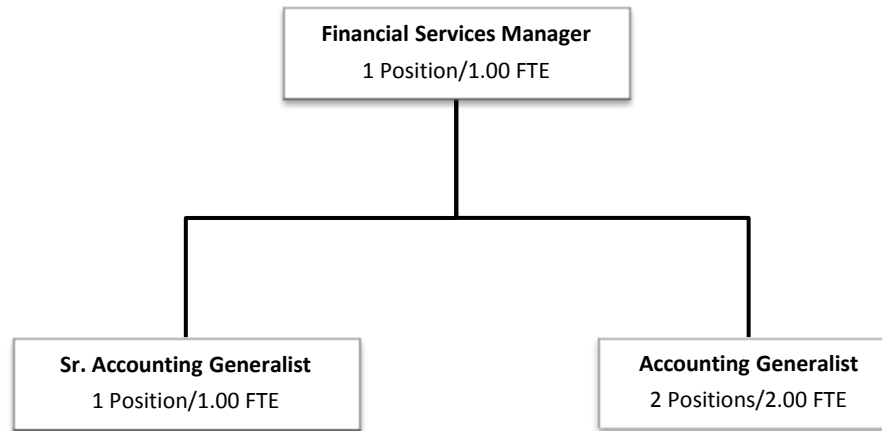 Financial Services Manager
1 Position/1.00 FTE
Sr. Accounting Generalist
1 Position/1.00 FTE
Accounting Generalist
2 Positions/2.00 FTE